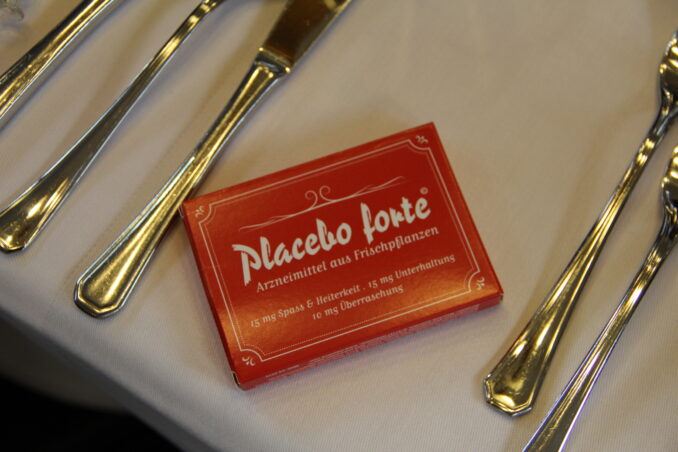 Placebo forte©
Arzneimittel aus Frischpflanzen
15 mg Spass & Heiterkeit . 15 mg Unterhaltung
10 mg Überraschung